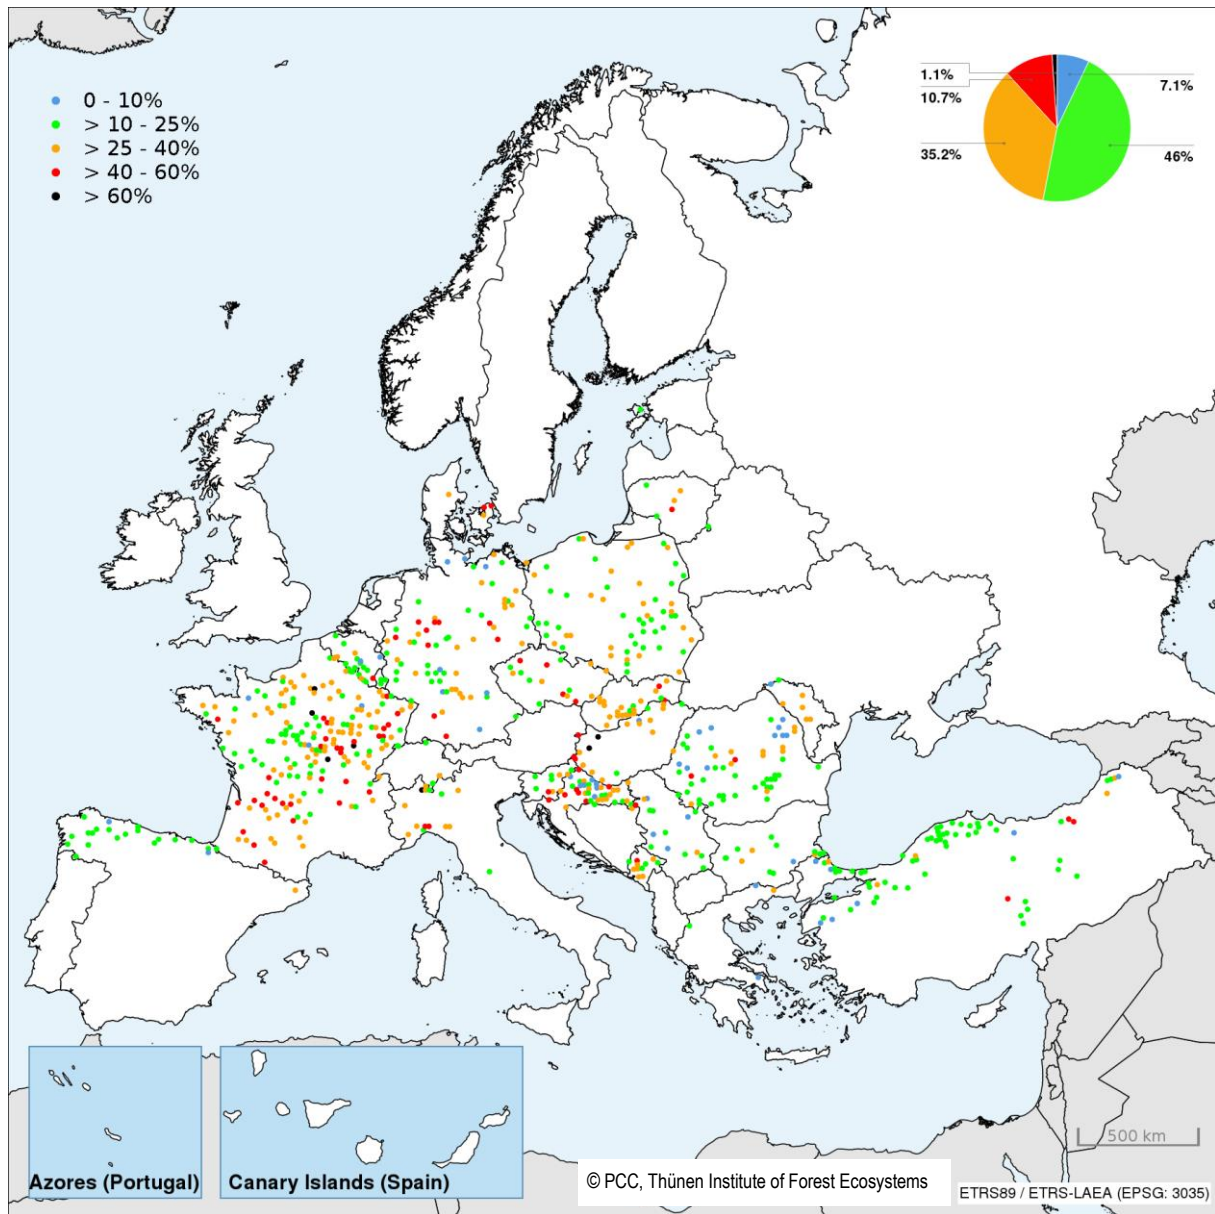 0 - 10%
> 10 - 25%
> 25 - 40%
> 40 - 60%
> 60%
1.1%
10.7%
7.1%
35.2%
46%
500 km
Azores (Portugal)
Canary Islands (Spain)
© PCC, Thünen Institute of Forest Ecosystems
ETRS89 / ETRS-LAEA (EPSG: 3035)